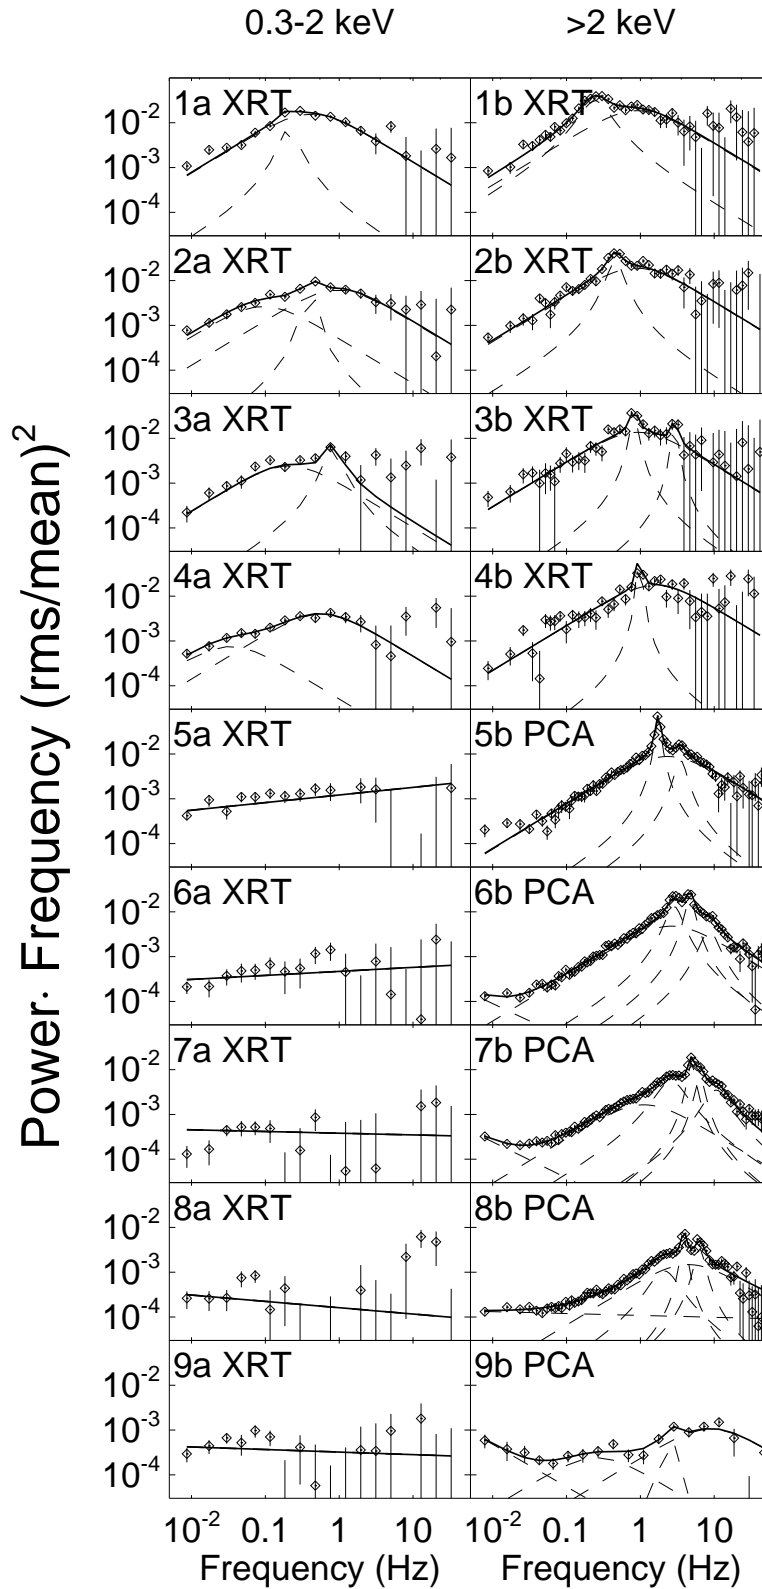 0.3-2 keV >2 keV
Power· Frequency (rms/mean)²
1a XRT 1b XRT
10⁻²
10⁻³
10⁻⁴
2a XRT 2b XRT
10⁻²
10⁻³
10⁻⁴
3a XRT 3b XRT
10⁻²
10⁻³
10⁻⁴
4a XRT 4b XRT
10⁻²
10⁻³
10⁻⁴
5a XRT 5b PCA
10⁻²
10⁻³
10⁻⁴
6a XRT 6b PCA
10⁻²
10⁻³
10⁻⁴
7a XRT 7b PCA
10⁻²
10⁻³
10⁻⁴
8a XRT 8b PCA
10⁻²
10⁻³
10⁻⁴
9a XRT 9b PCA
10⁻²
10⁻³
10⁻⁴
10⁻² 0.1 1 10 10⁻² 0.1 1 10
Frequency (Hz) Frequency (Hz)